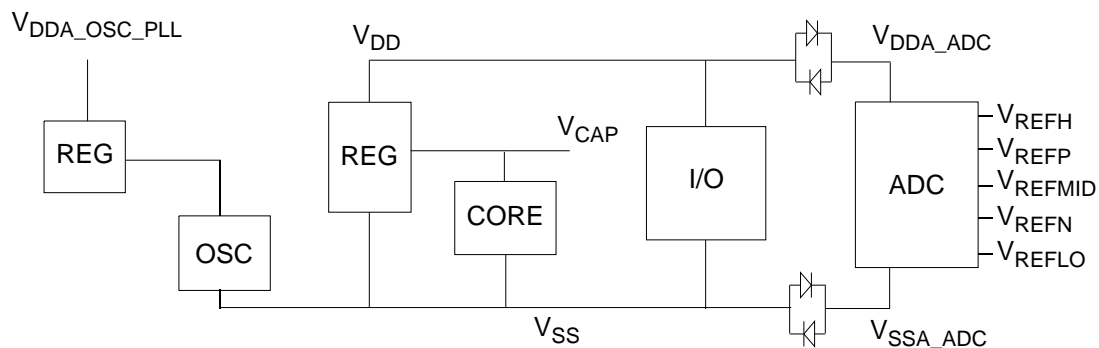 VDDA_OSC_PLL
VDD
VDDA_ADC
REG
REG
VCAP
CORE
I/O
ADC
VREFH
VREFP
VREFMID
VREFN
VREFLO
OSC
VSS
VSSA_ADC